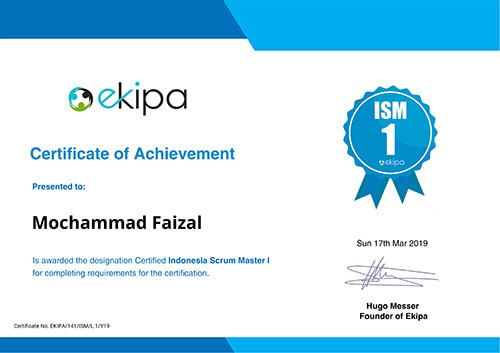 ekipa
ISM
1
ekipa
Certificate of Achievement
Presented to:
Mochammad Faizal
Sun 17th Mar 2019
Is awarded the designation Certified Indonesia Scrum Master I
for completing requirements for the certification.
Hugo Messer
Founder of Ekipa
Certificate No. EKIPA/141/ISM/L.1/Y19